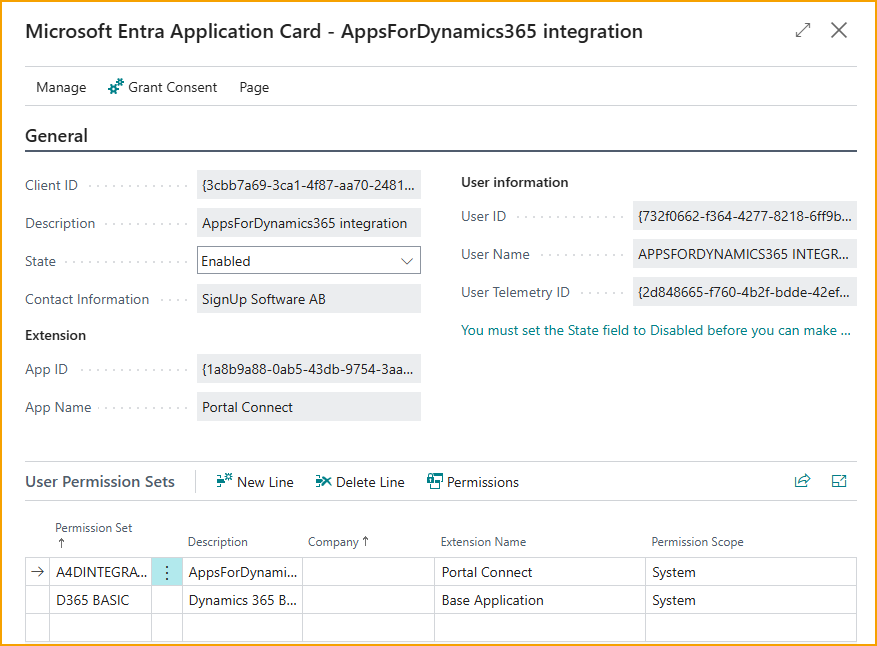 Microsoft Entra Application Card - AppsForDynamics365 integration
Manage Grant Consent Page
General
Client ID {3cbb7a69-3ca1-4f87-aa70-2481...
Description AppsForDynamics365 integration
State Enabled
Contact Information SignUp Software AB
Extension
App ID {1a8b9a88-0ab5-43db-9754-3aa...
App Name Portal Connect
User information
User ID {732f0662-f364-4277-8218-6ff9b...
User Name APPSFORDYNAMICS365 INTEGR...
User Telemetry ID {2d848665-f760-4b2f-bdde-42ef...
You must set the State field to Disabled before you can make ...
User Permission Sets New Line Delete Line Permissions
Permission Set ↑ Description Company ↑ Extension Name Permission Scope
A4DINTEGRA... AppsForDynami... Portal Connect System
D365 BASIC Dynamics 365 B... Base Application System